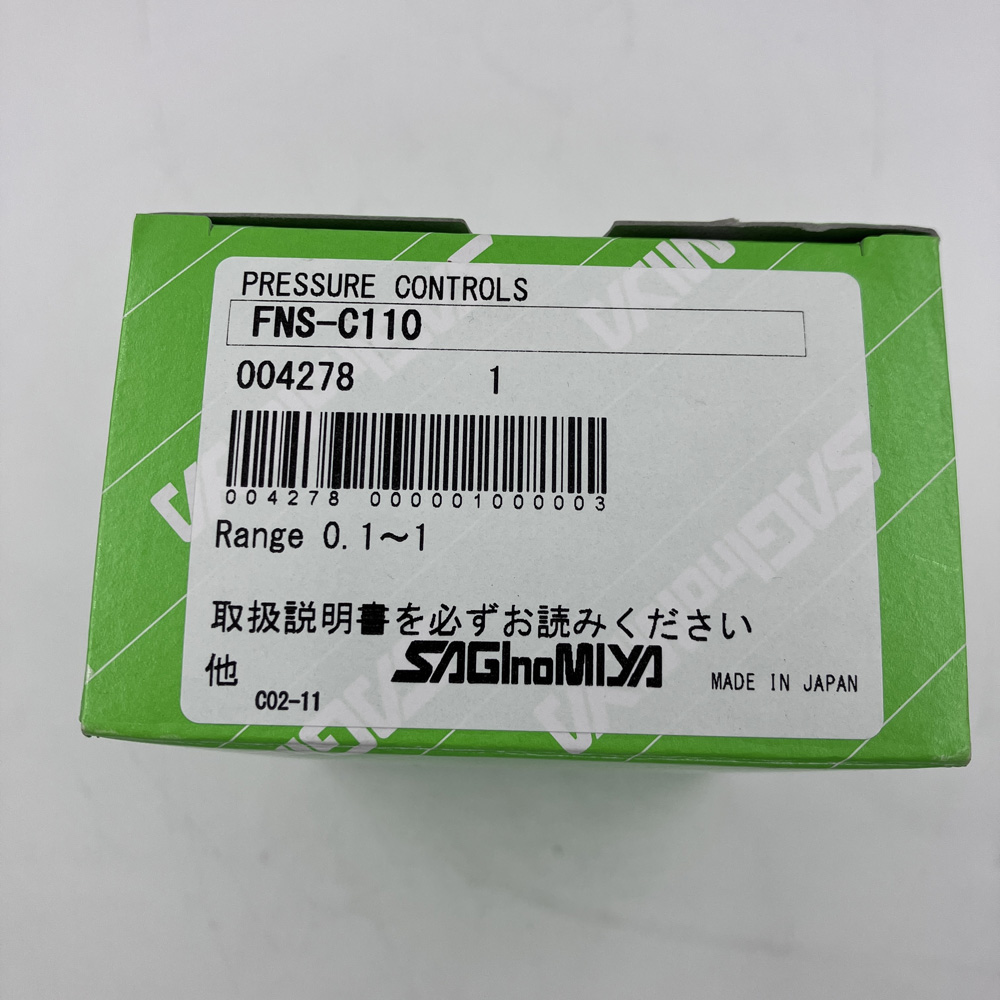 PRESSURE CONTROLS
FNS-C110
004278 1
004278 000001000003
Range 0.1~1
取扱説明書を必ずお読みください
他
SAGInoMIYA
C02-11
MADE IN JAPAN